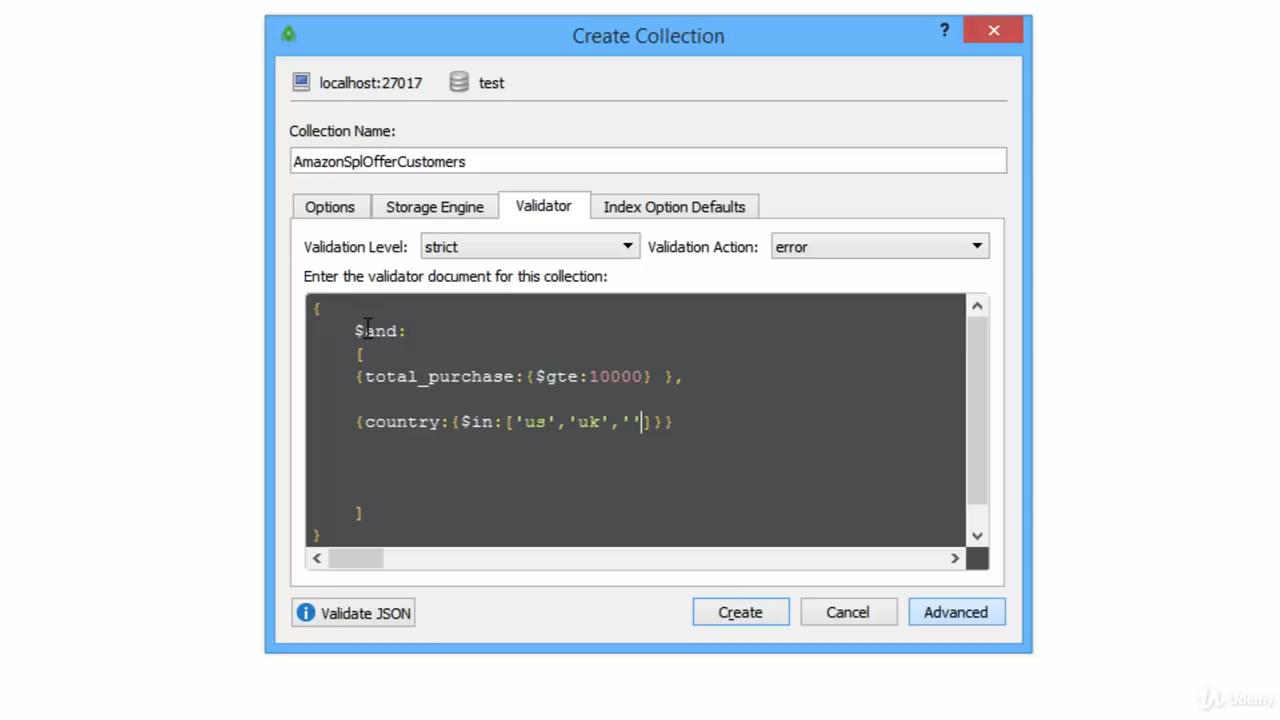 Create Collection
?
localhost:27017 test
Collection Name:
AmazonSplOfferCustomers
Options Storage Engine Validator Index Option Defaults
Validation Level: strict Validation Action: error
Enter the validator document for this collection:
{
$and:
[
{total_purchase:{$gte:10000} },
{country:{$in:['us','uk','']}}
]
}
Validate JSON Create Cancel Advanced
Udemy